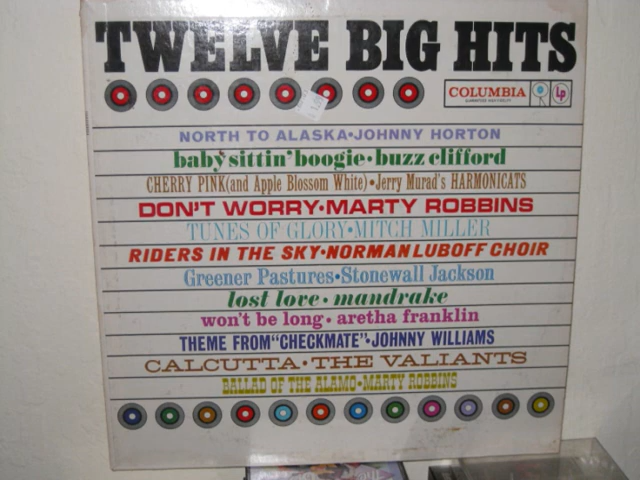 TWELVE BIG HITS
COLUMBIA
NORTH TO ALASKA•JOHNNY HORTON
baby sittin' boogie•buzz clifford
CHERRY PINK(and Apple Blossom White)•Jerry Murad's HARMONICATS
DON'T WORRY•MARTY ROBBINS
TUNES OF GLORY•MITCH MILLER
RIDERS IN THE SKY•NORMAN LUBOFF CHOIR
Greener Pastures•Stonewall Jackson
lost love•mandrake
won't be long•aretha franklin
THEME FROM "CHECKMATE"•JOHNNY WILLIAMS
CALCUTTA•THE VALIANTS
BALLAD OF THE ALAMO•MARTY ROBBINS